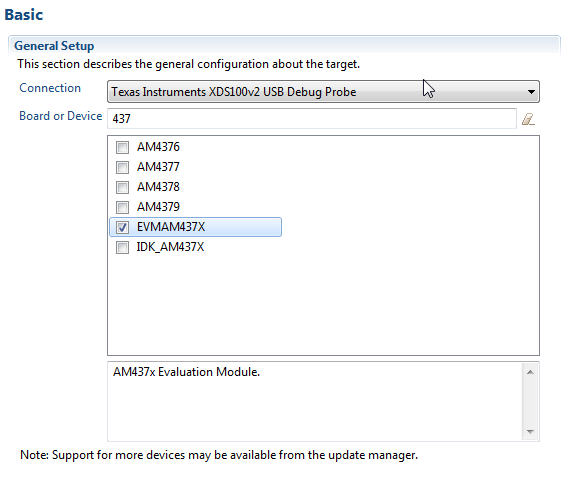 Basic
General Setup
This section describes the general configuration about the target.
Connection
Texas Instruments XDS100v2 USB Debug Probe
Board or Device
437
AM4376
AM4377
AM4378
AM4379
EVMAM437X
IDK_AM437X
AM437x Evaluation Module.
Note: Support for more devices may be available from the update manager.